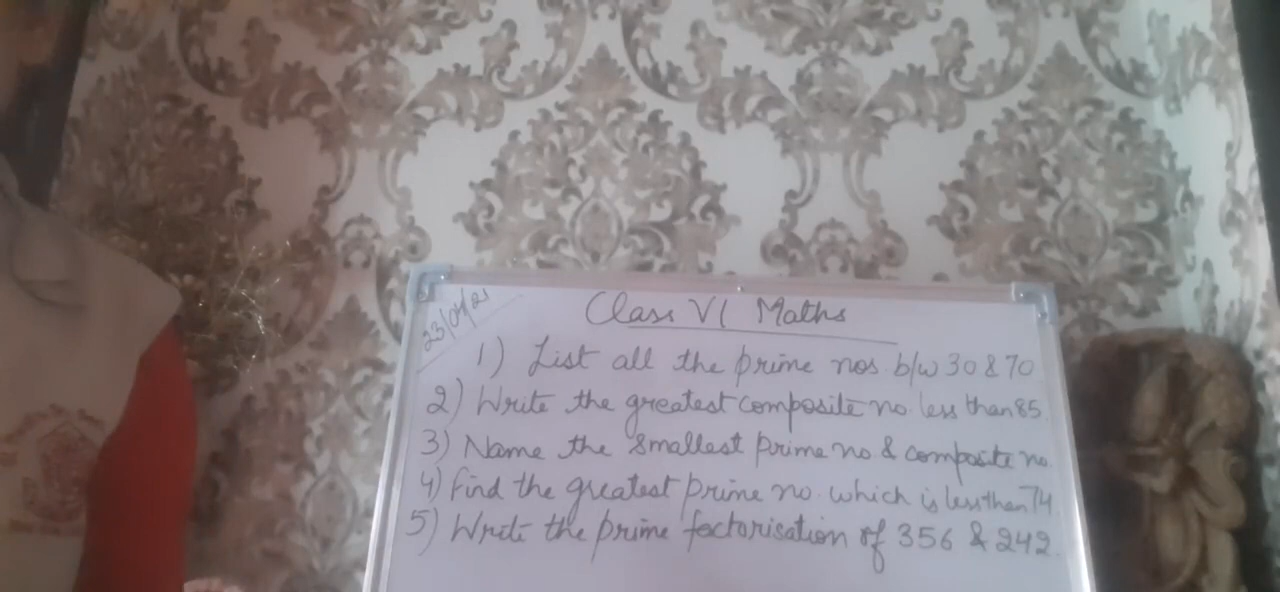 23/04/21
Class VI Maths
1) List all the prime nos. b/w 30 & 70
2) Write the greatest composite no. less than 85.
3) Name the smallest prime no & composite no.
4) Find the greatest prime no. which is less than 74.
5) Write the prime factorisation of 356 & 242.